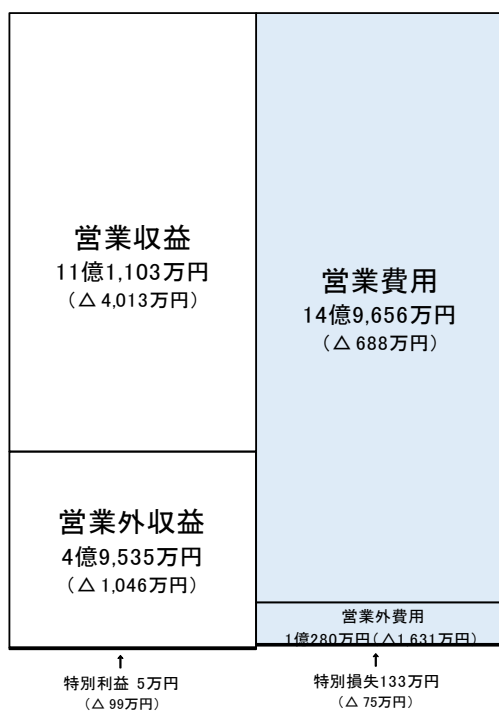 営業収益
11億1,103万円
(△ 4,013万円)
営業外収益
4億9,535万円
(△ 1,046万円)
↑
特別利益 5万円
(△ 99万円)
営業費用
14億9,656万円
(△ 688万円)
営業外費用
1億280万円(△1 631万円)
↑
特別損失133万円
(△ 75万円)